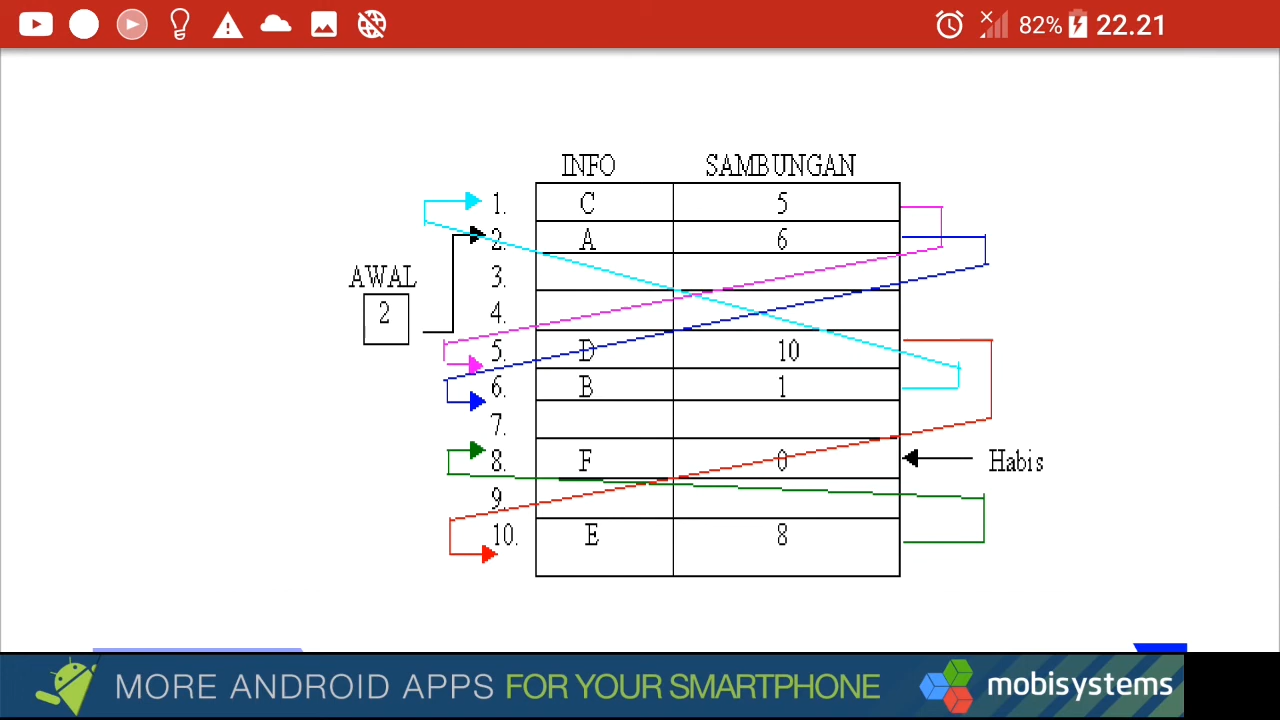 82% 22.21
INFO SAMBUNGAN
1. C 5
2. A 6
AWAL
3.
2
4.
5. D 10
6. B 1
7.
8. F 0 Habis
9.
10. E 8
MORE ANDROID APPS FOR YOUR SMARTPHONE mobisystems